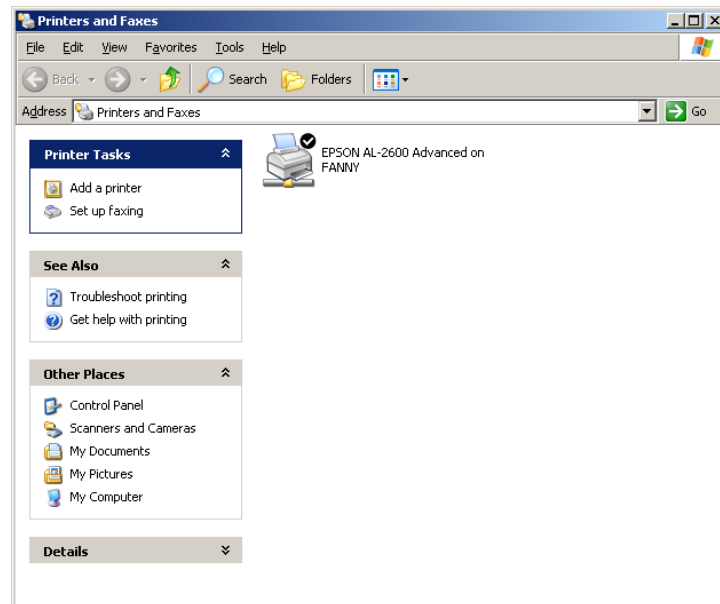 Printers and Faxes
File Edit View Favorites Tools Help
Back Search Folders
Address Printers and Faxes Go
Printer Tasks
Add a printer
Set up faxing
See Also
Troubleshoot printing
Get help with printing
Other Places
Control Panel
Scanners and Cameras
My Documents
My Pictures
My Computer
Details
EPSON AL-2600 Advanced on
FANNY